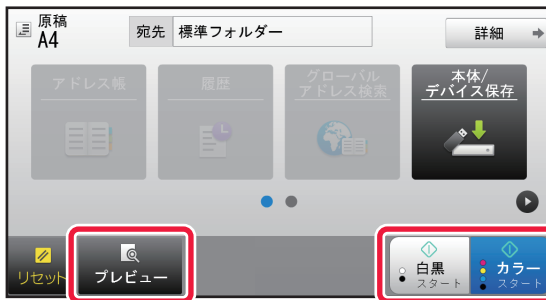 原稿
A4
宛先 標準フォルダー
詳細
アドレス帳
履歴
グローバル
アドレス検索
本体/
デバイス保存
リセット
プレビュー
白黒
スタート
カラー
スタート